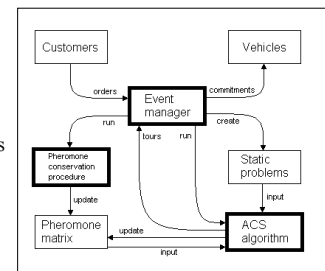 Customers
Vehicles
orders
Event
manager
commitments
run
tours
run
create
s
Pheromone
conservation
procedure
Static
problems
update
input
Pheromone
matrix
update
input
ACS
algorithm